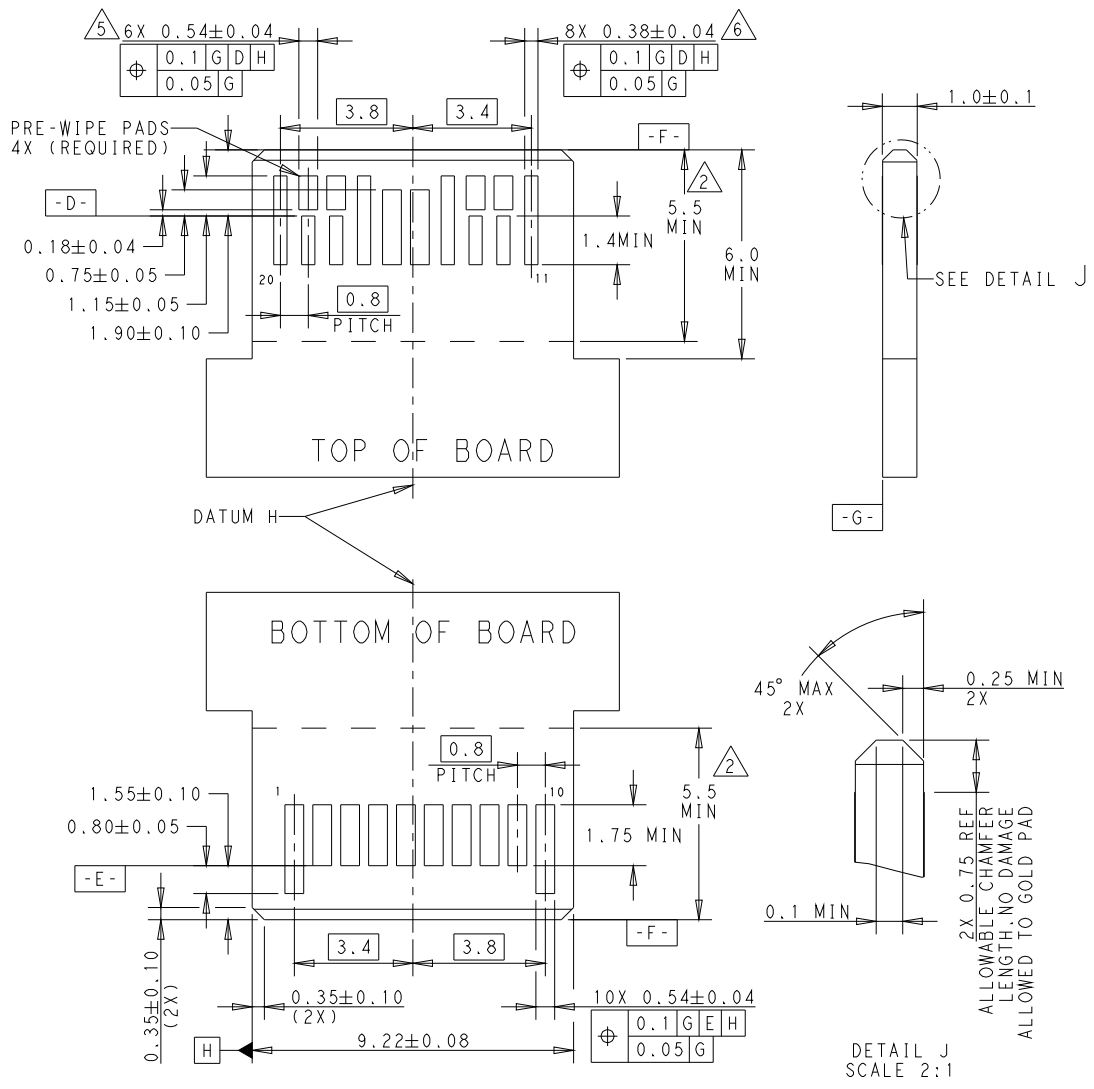 5
6X 0.54±0.04
0.1 G D H
0.05 G
8X 0.38±0.04
6
0.1 G D H
0.05 G
3.8
3.4
1.0±0.1
PRE-WIPE PADS
4X (REQUIRED)
-F-
2
-D-
5.5
MIN
1.4MIN
6.0
MIN
0.18±0.04
0.75±0.05
1.15±0.05
1.90±0.10
20
11
0.8
PITCH
SEE DETAIL J
TOP OF BOARD
DATUM H
-G-
BOTTOM OF BOARD
45° MAX
2X
0.25 MIN
2X
0.8
PITCH
2
1
10
5.5
MIN
1.55±0.10
0.80±0.05
1.75 MIN
-E-
-F-
0.1 MIN
2X 0.75 REF
ALLOWABLE CHAMFER
LENGTH.NO DAMAGE
ALLOWED TO GOLD PAD
3.4
3.8
0.35±0.10
(2X)
0.35±0.10
(2X)
10X 0.54±0.04
0.1 G E H
0.05 G
H
9.22±0.08
DETAIL J
SCALE 2:1